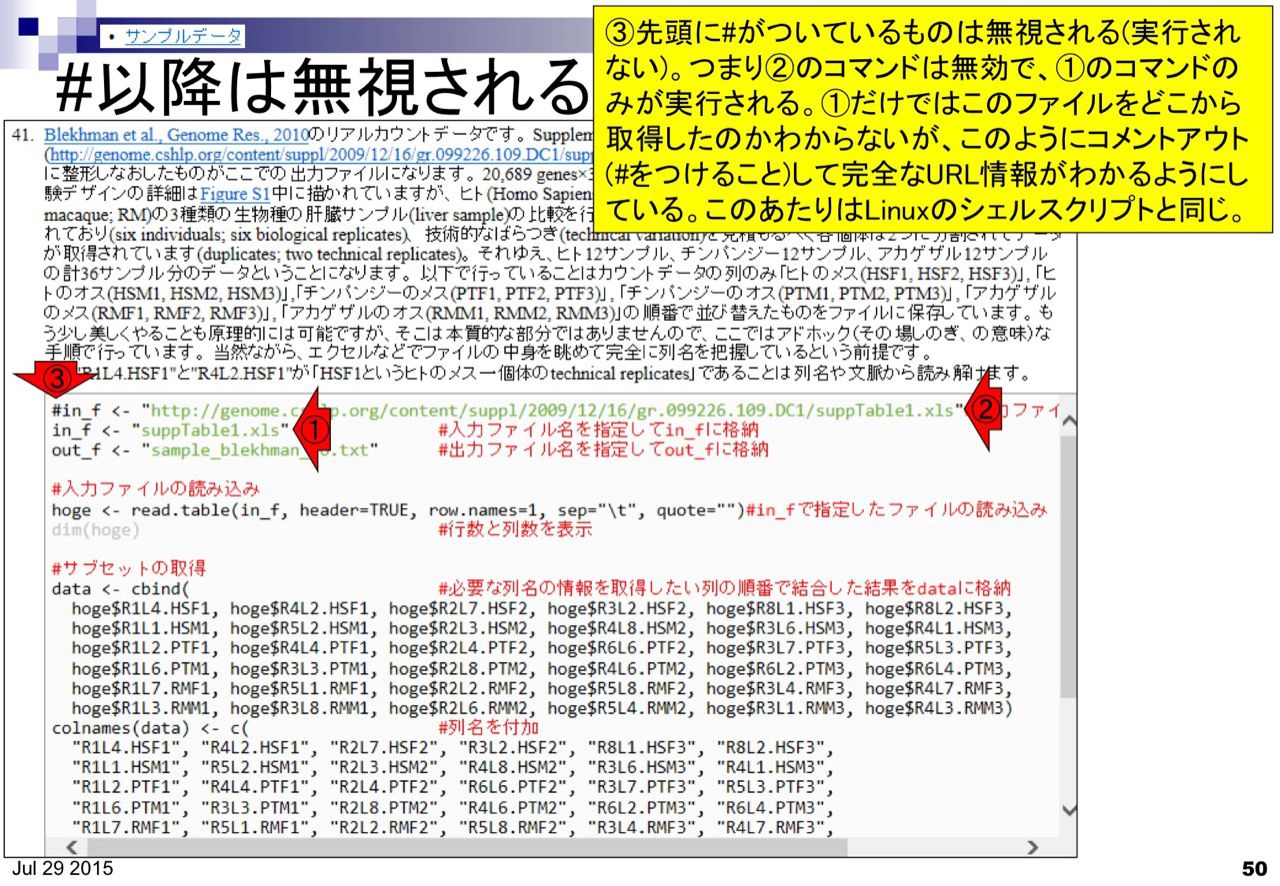 • サンプルデータ
#以降は無視される
③先頭に#がついているものは無視される(実行され
ない)。つまり②のコマンドは無効で、①のコマンドの
みが実行される。①だけではこのファイルをどこから
取得したのかわからないが、このようにコメントアウト
(#をつけること)して完全なURL情報がわかるようにし
ている。このあたりはLinuxのシェルスクリプトと同じ。
41. Blekhman et al., Genome Res., 2010のリアルカウントデータです。Supplem
(http://genome.cshlp.org/content/suppl/2009/12/16/gr.099226.109.DC1/supp
に整形しなおしたものがここでの出力ファイルになります。20,689 genes×3
験デザインの詳細はFigure S1中に描かれていますが、ヒト(Homo Sapien
macaque; RM)の3種類の生物種の肝臓サンプル(liver sample)の比較を行
れており(six individuals; six biological replicates)、技術的なばらつき(technical variation)を見積もるべく各個体は2つに分割されてデータ
が取得されています(duplicates; two technical replicates)。それゆえ、ヒト12サンプル、チンパンジー12サンプル、アカゲザル12サンプル
の計36サンプル分のデータということになります。以下で行っていることはカウントデータの列のみ「ヒトのメス(HSF1, HSF2, HSF3)」,「ヒ
トのオス(HSM1, HSM2, HSM3)」,「チンパンジーのメス(PTF1, PTF2, PTF3)」,「チンパンジーのオス(PTM1, PTM2, PTM3)」,「アカゲザル
のメス(RMF1, RMF2, RMF3)」,「アカゲザルのオス(RMM1, RMM2, RMM3)」の順番で並び替えたものをファイルに保存しています。も
う少し美しくやることも原理的には可能ですが、そこは本質的な部分ではありませんので、ここではアドホック(その場しのぎ、の意味)な
手順で行っています。当然ながら、エクセルなどでファイルの中身を眺めて完全に列名を把握しているという前提です。
③ "R1L4.HSF1"と"R4L2.HSF1"が「HSF1というヒトのメス一個体のtechnical replicates」であることは列名や文脈から読み解けます。
#in_f <- "http://genome.cshlp.org/content/suppl/2009/12/16/gr.099226.109.DC1/suppTable1.xls" ② 力ファイ
in_f <- "suppTable1.xls" ① #入力ファイル名を指定してin_fに格納
out_f <- "sample_blekhman_.txt" #出力ファイル名を指定してout_fに格納
#入力ファイルの読み込み
hoge <- read.table(in_f, header=TRUE, row.names=1, sep="\t", quote="")#in_fで指定したファイルの読み込み
dim(hoge) #行数と列数を表示
#サブセットの取得
data <- cbind( #必要な列名の情報を取得したい列の順番で結合した結果をdataに格納
hoge$R1L4.HSF1, hoge$R4L2.HSF1, hoge$R2L7.HSF2, hoge$R3L2.HSF2, hoge$R8L1.HSF3, hoge$R8L2.HSF3,
hoge$R1L1.HSM1, hoge$R5L2.HSM1, hoge$R2L3.HSM2, hoge$R4L8.HSM2, hoge$R3L6.HSM3, hoge$R4L1.HSM3,
hoge$R1L2.PTF1, hoge$R4L4.PTF1, hoge$R2L4.PTF2, hoge$R6L6.PTF2, hoge$R3L7.PTF3, hoge$R5L3.PTF3,
hoge$R1L6.PTM1, hoge$R3L3.PTM1, hoge$R2L8.PTM2, hoge$R4L6.PTM2, hoge$R6L2.PTM3, hoge$R6L4.PTM3,
hoge$R1L7.RMF1, hoge$R5L1.RMF1, hoge$R2L2.RMF2, hoge$R5L8.RMF2, hoge$R3L4.RMF3, hoge$R4L7.RMF3,
hoge$R1L3.RMM1, hoge$R3L8.RMM1, hoge$R2L6.RMM2, hoge$R5L4.RMM2, hoge$R3L1.RMM3, hoge$R4L3.RMM3)
colnames(data) <- c( #列名を付加
"R1L4.HSF1", "R4L2.HSF1", "R2L7.HSF2", "R3L2.HSF2", "R8L1.HSF3", "R8L2.HSF3",
"R1L1.HSM1", "R5L2.HSM1", "R2L3.HSM2", "R4L8.HSM2", "R3L6.HSM3", "R4L1.HSM3",
"R1L2.PTF1", "R4L4.PTF1", "R2L4.PTF2", "R6L6.PTF2", "R3L7.PTF3", "R5L3.PTF3",
"R1L6.PTM1", "R3L3.PTM1", "R2L8.PTM2", "R4L6.PTM2", "R6L2.PTM3", "R6L4.PTM3",
"R1L7.RMF1", "R5L1.RMF1", "R2L2.RMF2", "R5L8.RMF2", "R3L4.RMF3", "R4L7.RMF3",
Jul 29 2015
50